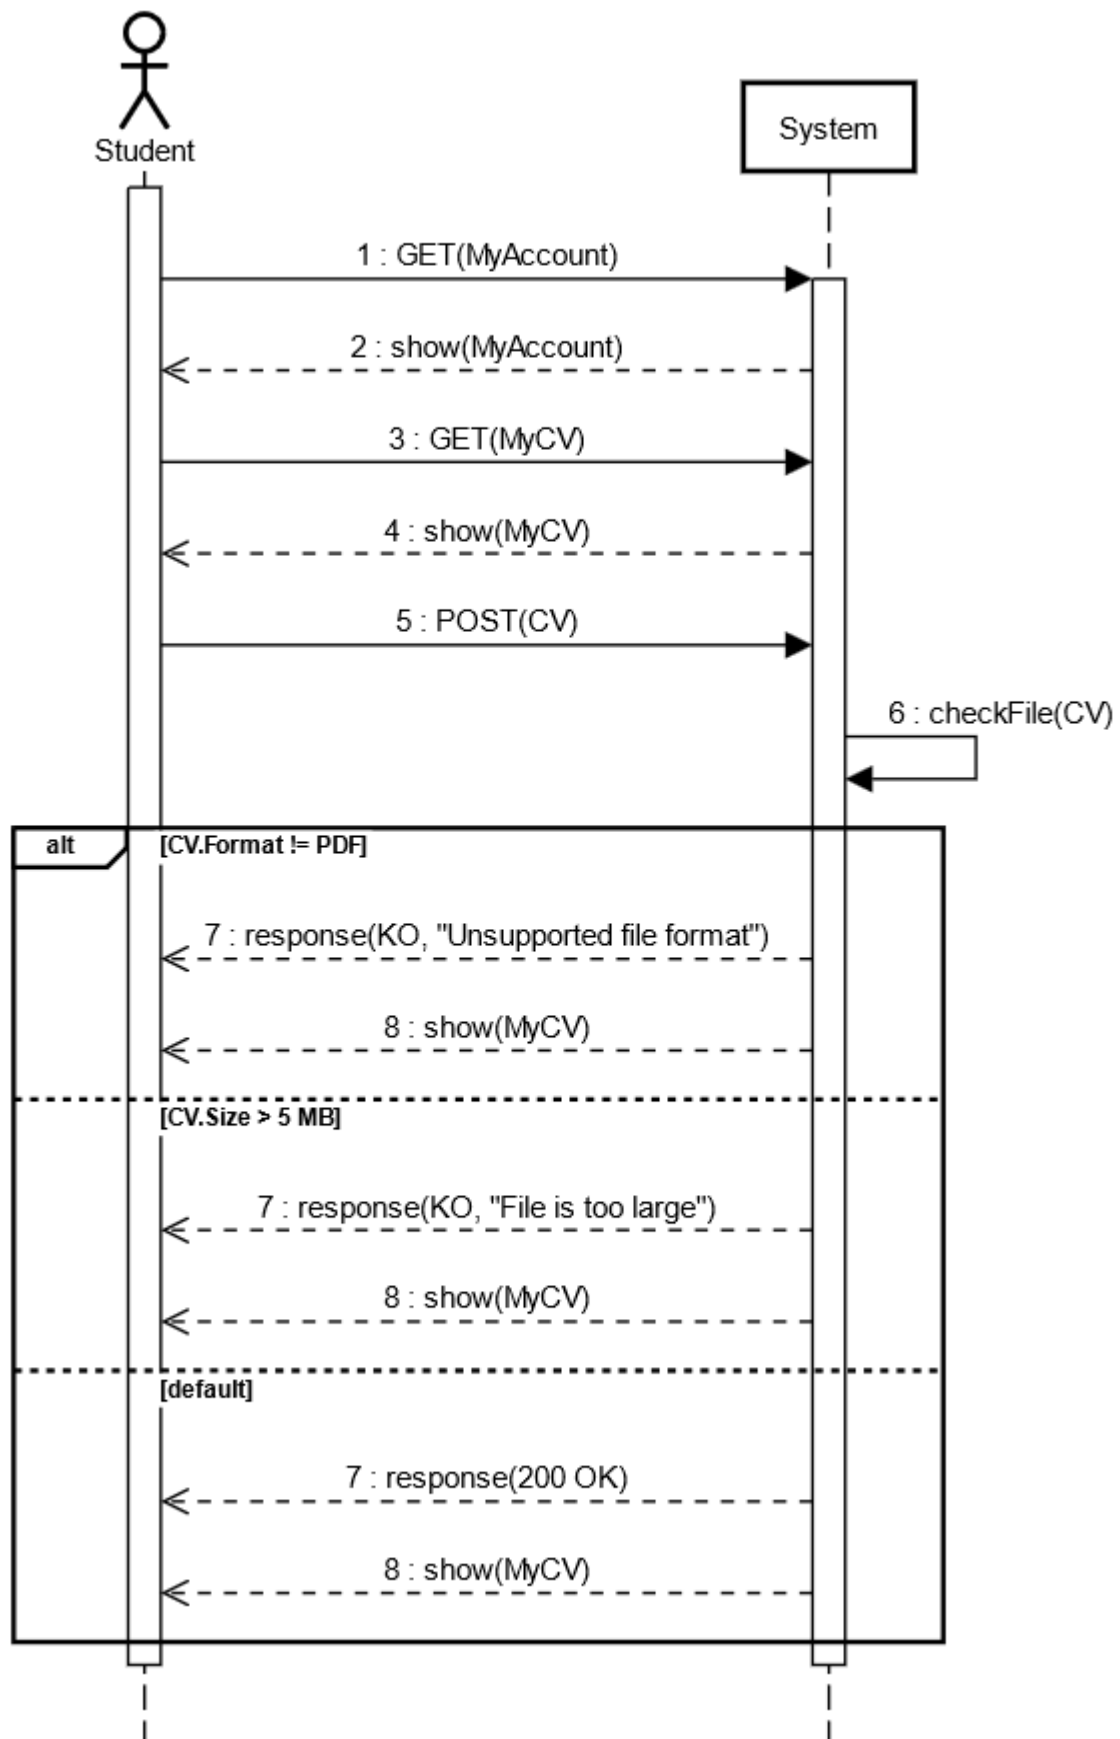 Student
System
1 : GET(MyAccount)
2 : show(MyAccount)
3 : GET(MyCV)
4 : show(MyCV)
5 : POST(CV)
6 : checkFile(CV)
alt [CV.Format != PDF]
7 : response(KO, "Unsupported file format")
8 : show(MyCV)
[CV.Size > 5 MB]
7 : response(KO, "File is too large")
8 : show(MyCV)
[default]
7 : response(200 OK)
8 : show(MyCV)